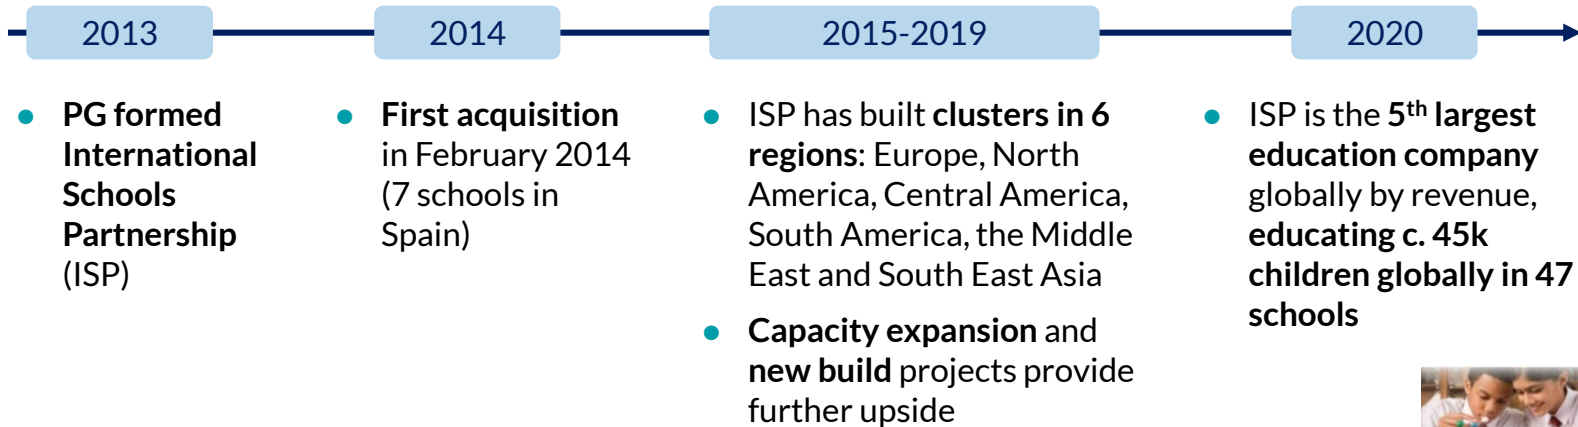 2013
2014
2015-2019
2020
● PG formed
International
Schools
Partnership
(ISP)
● First acquisition
in February 2014
(7 schools in
Spain)
● ISP has built clusters in 6
regions: Europe, North
America, Central America,
South America, the Middle
East and South East Asia
● Capacity expansion and
new build projects provide
further upside
● ISP is the 5th largest
education company
globally by revenue,
educating c. 45k
children globally in 47
schools